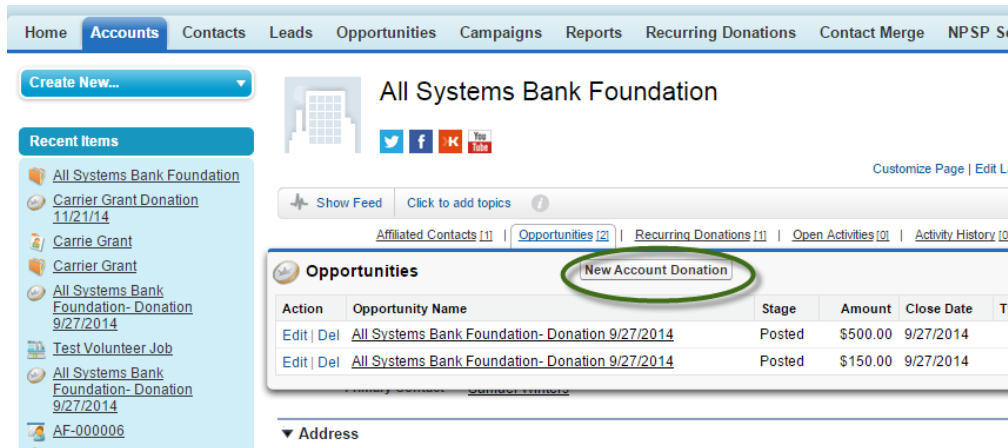 Home Accounts Contacts Leads Opportunities Campaigns Reports Recurring Donations Contact Merge NPSP
Create New...
Recent Items
All Systems Bank Foundation
Carrier Grant Donation
11/21/14
Carrie Grant
Carrier Grant
All Systems Bank
Foundation- Donation
9/27/2014
Test Volunteer Job
All Systems Bank
Foundation- Donation
9/27/2014
AF-000006
All Systems Bank Foundation
You
Tube
Customize Page | Edit
Show Feed Click to add topics
Affiliated Contacts [1] | Opportunities [2] | Recurring Donations [1] | Open Activities [0] | Activity History [0
Opportunities New Account Donation
Action Opportunity Name Stage Amount Close Date
Edit | Del All Systems Bank Foundation- Donation 9/27/2014 Posted $500.00 9/27/2014
Edit | Del All Systems Bank Foundation- Donation 9/27/2014 Posted $150.00 9/27/2014
Address